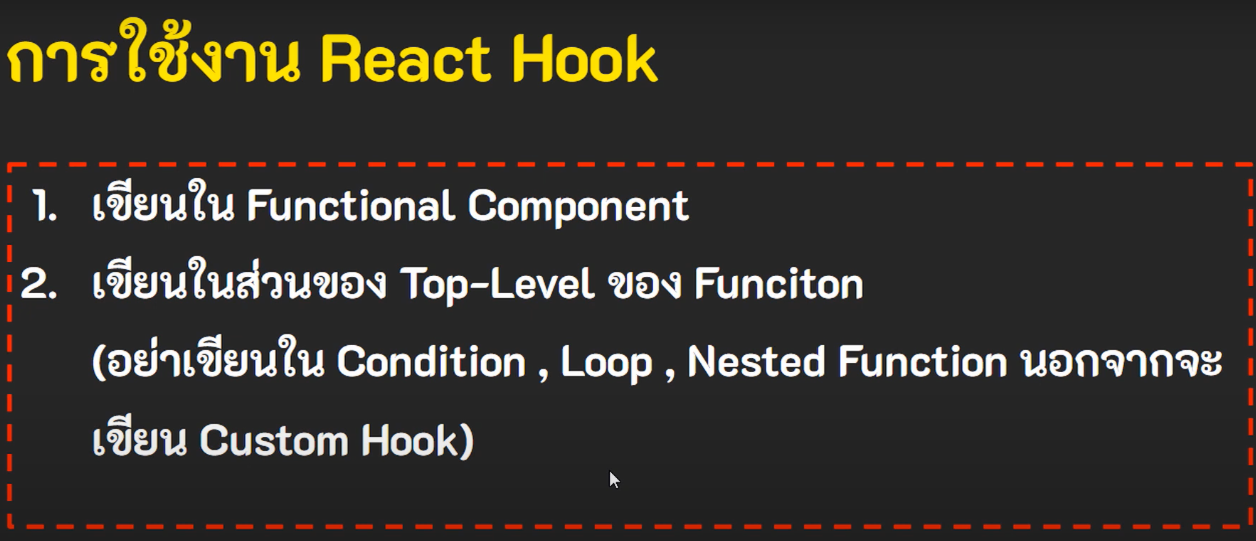 การใช้งาน React Hook
1. เขียนใน Functional Component
2. เขียนในส่วนของ Top-Level ของ Funciton
(อย่าเขียนใน Condition , Loop , Nested Function นอกจากจะ
เขียน Custom Hook)